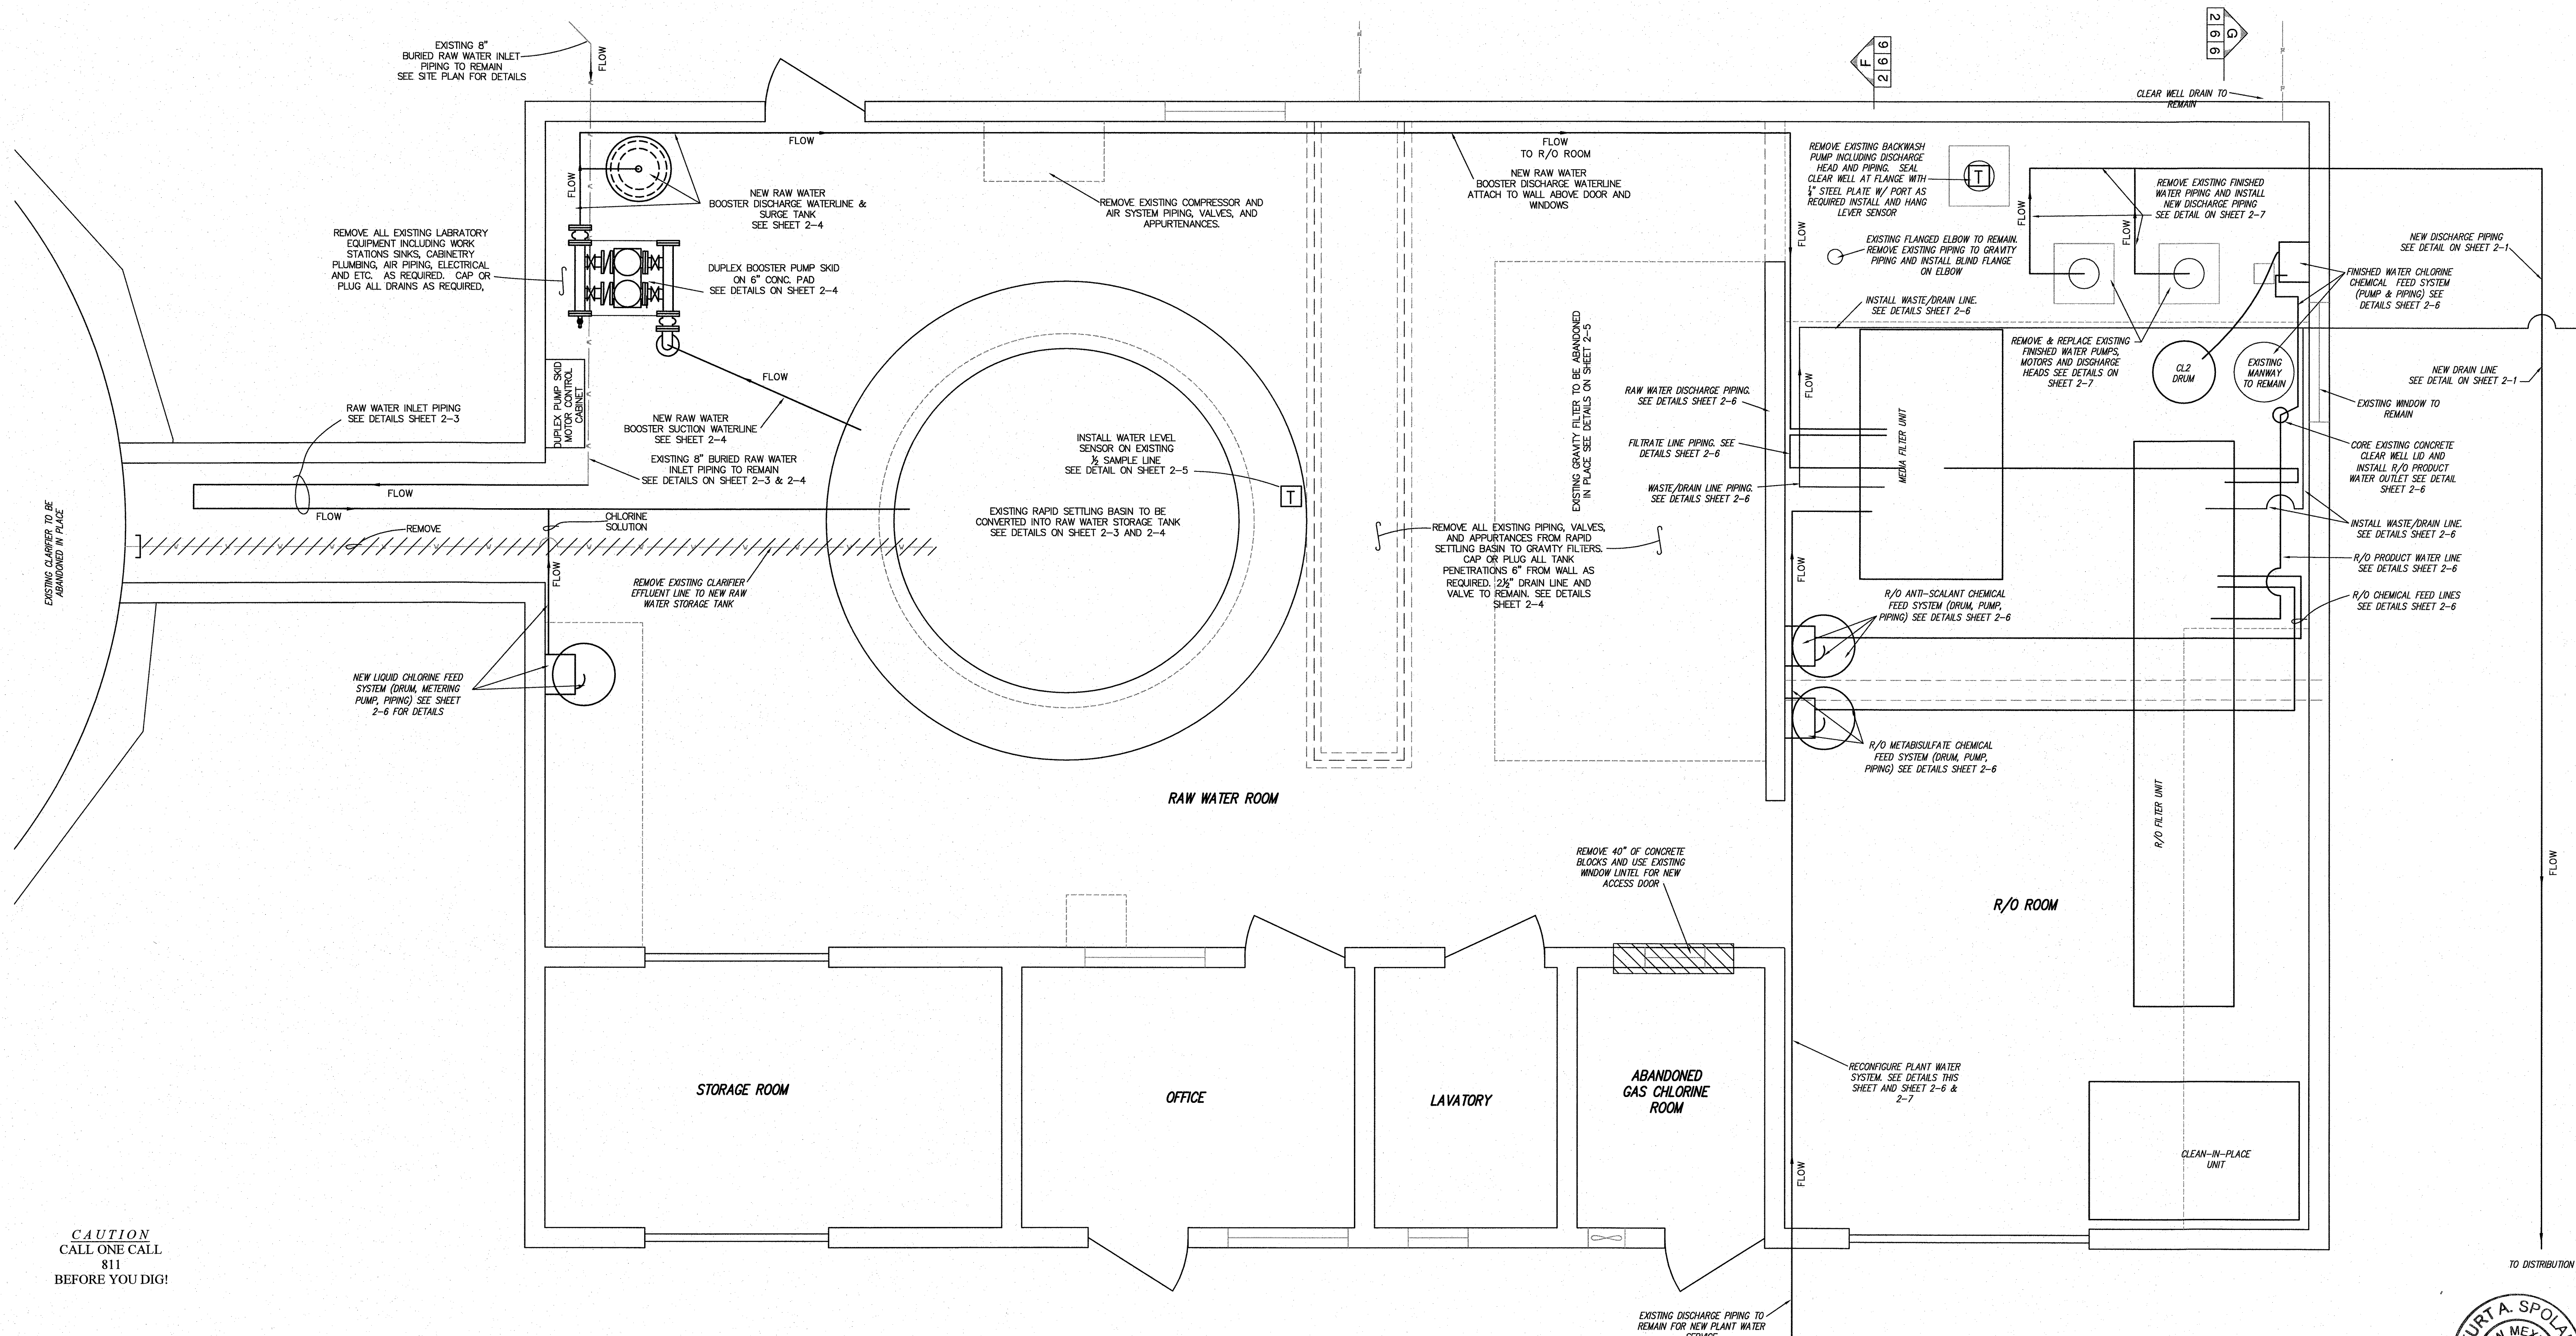 EXISTING 8"
BURIED RAW WATER INLET
PIPING TO REMAIN
SEE SITE PLAN FOR DETAILS
FLOW
FLOW
FLOW
NEW RAW WATER
BOOSTER DISCHARGE WATERLINE &
SURGE TANK
SEE SHEET 2-4
REMOVE EXISTING COMPRESSOR AND
AIR SYSTEM PIPING, VALVES, AND
APPURTENANCES.
FLOW
TO R/O ROOM
NEW RAW WATER
BOOSTER DISCHARGE WATERLINE
ATTACH TO WALL ABOVE DOOR AND
WINDOWS
F
2 6 6
G
2 6 6
CLEAR WELL DRAIN TO
REMAIN
REMOVE EXISTING BACKWASH
PUMP INCLUDING DISCHARGE
HEAD AND PIPING. SEAL
CLEAR WELL AT FLANGE WITH
¼" STEEL PLATE W/ PORT AS
REQUIRED INSTALL AND HANG
LEVER SENSOR
T
REMOVE EXISTING FINISHED
WATER PIPING AND INSTALL
NEW DISCHARGE PIPING
SEE DETAIL ON SHEET 2-7
FLOW
FLOW
FLOW
EXISTING FLANGED ELBOW TO REMAIN.
REMOVE EXISTING PIPING TO GRAVITY
PIPING AND INSTALL BLIND FLANGE
ON ELBOW
NEW DISCHARGE PIPING
SEE DETAIL ON SHEET 2-1
FINISHED WATER CHLORINE
CHEMICAL FEED SYSTEM
(PUMP & PIPING) SEE
DETAILS SHEET 2-6
REMOVE ALL EXISTING LABRATORY
EQUIPMENT INCLUDING WORK
STATIONS SINKS, CABINETRY
PLUMBING, AIR PIPING, ELECTRICAL
AND ETC. AS REQUIRED. CAP OR
PLUG ALL DRAINS AS REQUIRED,
DUPLEX BOOSTER PUMP SKID
ON 6" CONC. PAD
SEE DETAILS ON SHEET 2-4
INSTALL WASTE/DRAIN LINE.
SEE DETAILS SHEET 2-6
REMOVE & REPLACE EXISTING
FINISHED WATER PUMPS,
MOTORS AND DISCHARGE
HEADS SEE DETAILS ON
SHEET 2-7
CL2
DRUM
EXISTING
MANWAY
TO REMAIN
NEW DRAIN LINE
SEE DETAIL ON SHEET 2-1
EXISTING WINDOW TO
REMAIN
DUPLEX PUMP SKID
MOTOR CONTROL
CABINET
FLOW
NEW RAW WATER
BOOSTER SUCTION WATERLINE
SEE SHEET 2-4
EXISTING 8" BURIED RAW WATER
INLET PIPING TO REMAIN
SEE DETAILS ON SHEET 2-3 & 2-4
RAW WATER INLET PIPING
SEE DETAILS SHEET 2-3
FLOW
FLOW
REMOVE
CHLORINE
SOLUTION
FLOW
EXISTING CLARIFIER TO BE
ABANDONED IN PLACE
REMOVE EXISTING CLARIFIER
EFFLUENT LINE TO NEW RAW
WATER STORAGE TANK
INSTALL WATER LEVEL
SENSOR ON EXISTING
½ SAMPLE LINE
SEE DETAIL ON SHEET 2-5
T
EXISTING RAPID SETTLING BASIN TO BE
CONVERTED INTO RAW WATER STORAGE TANK
SEE DETAILS ON SHEET 2-3 AND 2-4
EXISTING GRAVITY FILTER TO BE ABANDONED
IN PLACE SEE DETAILS ON SHEET 2-5
REMOVE ALL EXISTING PIPING, VALVES,
AND APPURTANCES FROM RAPID
SETTLING BASIN TO GRAVITY FILTERS.
CAP OR PLUG ALL TANK
PENETRATIONS 6" FROM WALL AS
REQUIRED. 2½" DRAIN LINE AND
VALVE TO REMAIN. SEE DETAILS
SHEET 2-4
RAW WATER DISCHARGE PIPING.
SEE DETAILS SHEET 2-6
FILTRATE LINE PIPING. SEE
DETAILS SHEET 2-6
WASTE/DRAIN LINE PIPING.
SEE DETAILS SHEET 2-6
FLOW
FLOW
MEDIA FILTER UNIT
CORE EXISTING CONCRETE
CLEAR WELL LID AND
INSTALL R/O PRODUCT
WATER OUTLET SEE DETAIL
SHEET 2-6
INSTALL WASTE/DRAIN LINE.
SEE DETAILS SHEET 2-6
R/O PRODUCT WATER LINE
SEE DETAILS SHEET 2-6
R/O CHEMICAL FEED LINES
SEE DETAILS SHEET 2-6
R/O ANTI-SCALANT CHEMICAL
FEED SYSTEM (DRUM, PUMP,
PIPING) SEE DETAILS SHEET 2-6
R/O METABISULFATE CHEMICAL
FEED SYSTEM (DRUM, PUMP,
PIPING) SEE DETAILS SHEET 2-6
NEW LIQUID CHLORINE FEED
SYSTEM (DRUM, METERING
PUMP, PIPING) SEE SHEET
2-6 FOR DETAILS
RAW WATER ROOM
R/O FILTER UNIT
REMOVE 40" OF CONCRETE
BLOCKS AND USE EXISTING
WINDOW LINTEL FOR NEW
ACCESS DOOR
R/O ROOM
FLOW
STORAGE ROOM
OFFICE
LAVATORY
ABANDONED
GAS CHLORINE
ROOM
RECONFIGURE PLANT WATER
SYSTEM. SEE DETAILS THIS
SHEET AND SHEET 2-6 &
2-7
FLOW
CLEAN-IN-PLACE
UNIT
CAUTION
CALL ONE CALL
811
BEFORE YOU DIG!
TO DISTRIBUTION
EXISTING DISCHARGE PIPING TO
REMAIN FOR NEW PLANT WATER
SERVICE